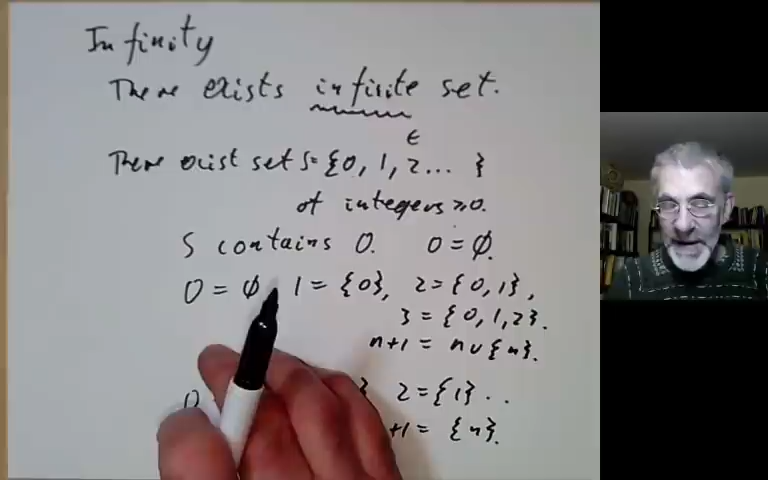 Infinity
There exists infinite set.
∈
There exist set S = {0, 1, 2 ... }
of integers ≥0.
S contains 0. 0 = ∅.
0 = ∅ 1 = {0}, 2 = {0, 1},
3 = {0, 1, 2}.
n+1 = n∪{n}.
0 } 2 = {1} . .
+1 = {n}.